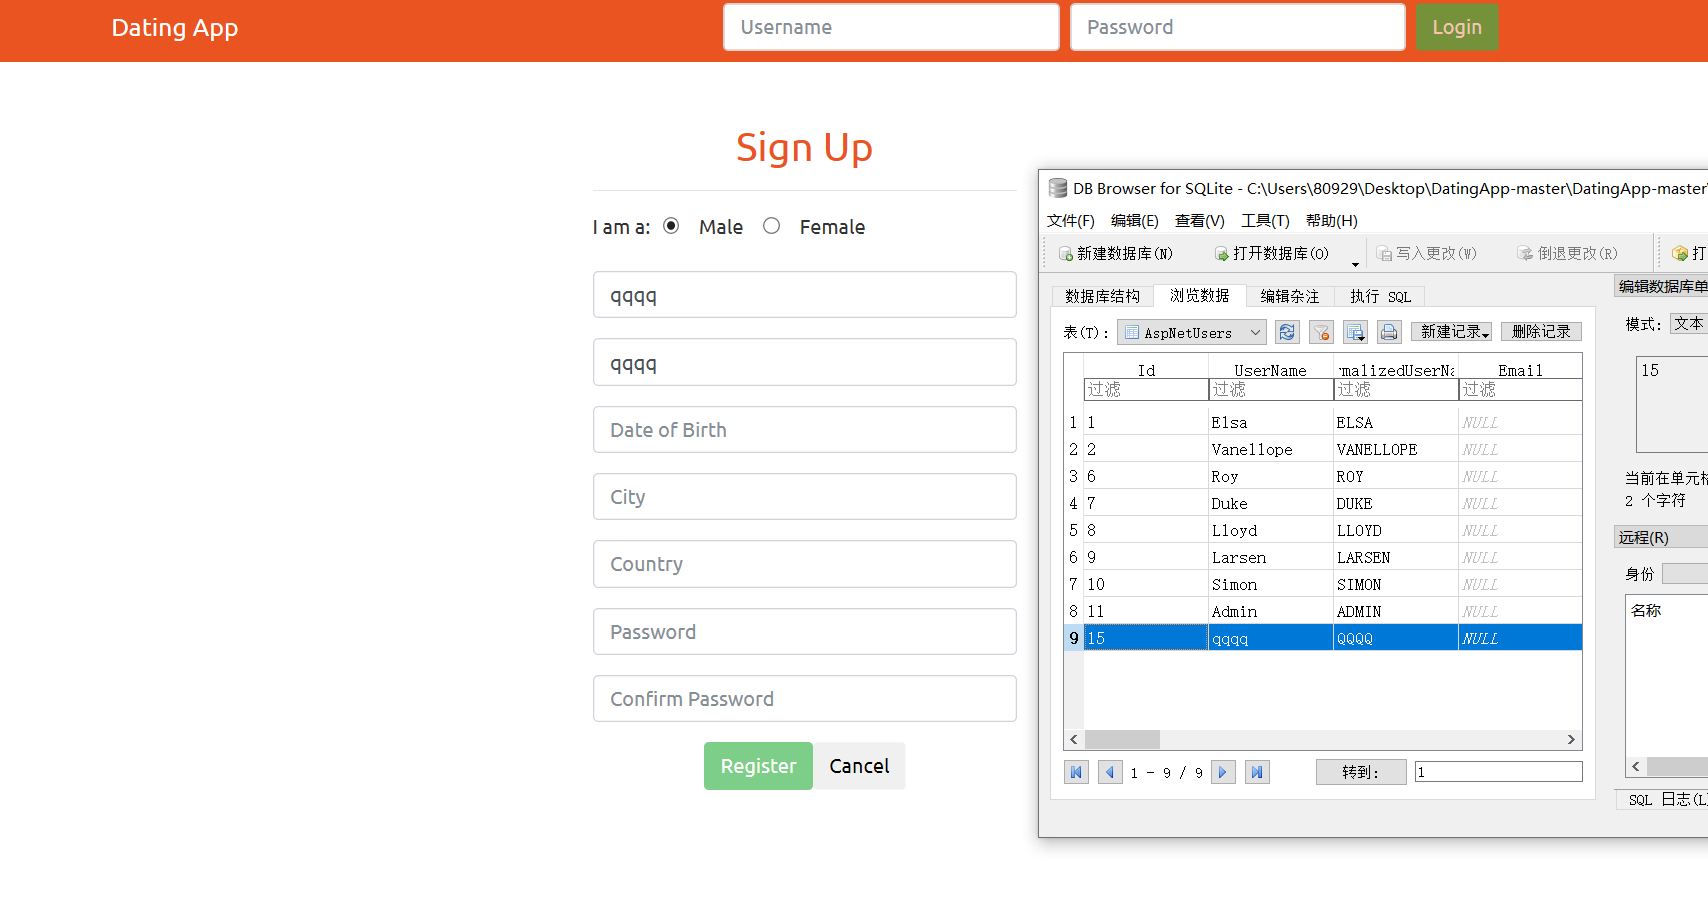 Dating App
Username
Password
Login
Sign Up
I am a:
Male
Female
qqqq
qqqq
Date of Birth
City
Country
Password
Confirm Password
Register
Cancel
DB Browser for SQLite - C:\Users\80929\Desktop\DatingApp-master\DatingApp-master\
文件(F) 编辑(E) 查看(V) 工具(T) 帮助(H)
新建数据库(N) 打开数据库(O) 写入更改(W) 倒退更改(R) 打
数据库结构 浏览数据 编辑杂注 执行 SQL
表(T): AspNetUsers 新建记录 删除记录
Id UserName rmalizedUserNa Email
过滤 过滤 过滤 过滤
1 1 Elsa ELSA NULL
2 2 Vanellope VANELLOPE NULL
3 6 Roy ROY NULL
4 7 Duke DUKE NULL
5 8 Lloyd LLOYD NULL
6 9 Larsen LARSEN NULL
7 10 Simon SIMON NULL
8 11 Admin ADMIN NULL
9 15 qqqq QQQQ NULL
1 - 9 / 9 转到: 1
编辑数据库单
模式: 文本
15
当前在单元格
2 个字符
远程(R)
身份
名称
SQL 日志(L)